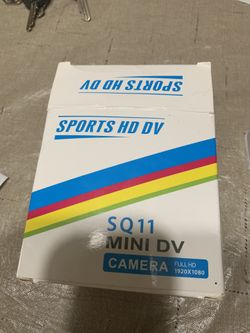 SPORTS HD DV
SPORTS HD DV
SQ11
MINI DV
CAMERA
FULL HD
1920X1080